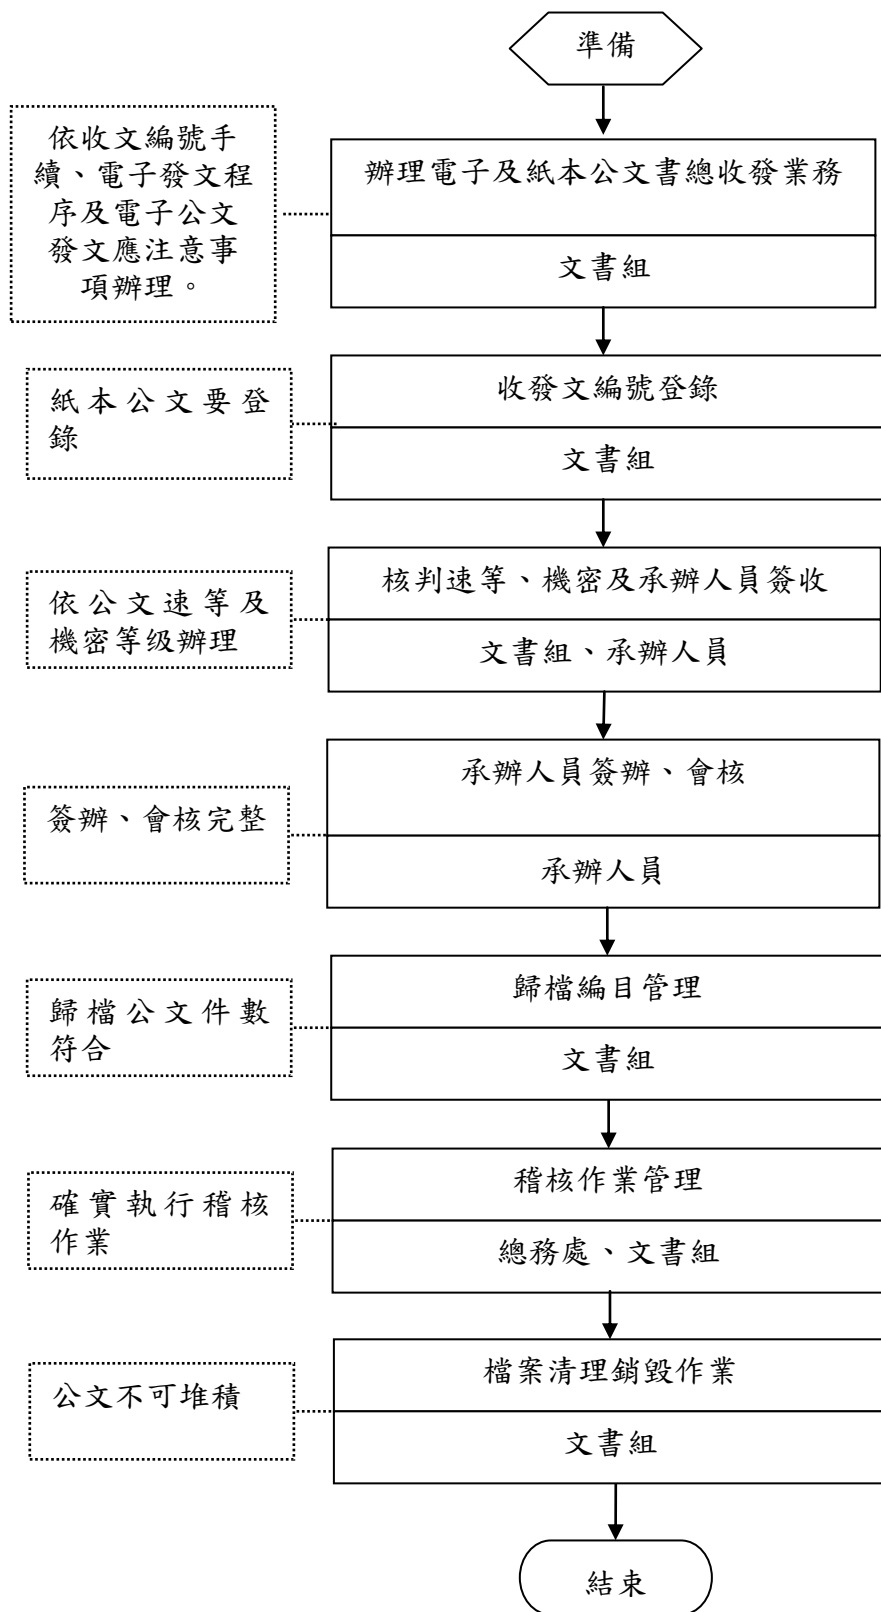 準備
依收文編號手
續、電子發文程
序及電子公文
發文應注意事
項辦理。
辦理電子及紙本公文書總收發業務
文書組
紙本公文要登
錄
收發文編號登錄
文書組
依公文速等及
機密等级辦理
核判速等、機密及承辦人員簽收
文書組、承辦人員
簽辦、會核完整
承辦人員簽辦、會核
承辦人員
歸檔公文件數
符合
歸檔編目管理
文書組
確實執行稽核
作業
稽核作業管理
總務處、文書組
公文不可堆積
檔案清理銷毀作業
文書組
結束